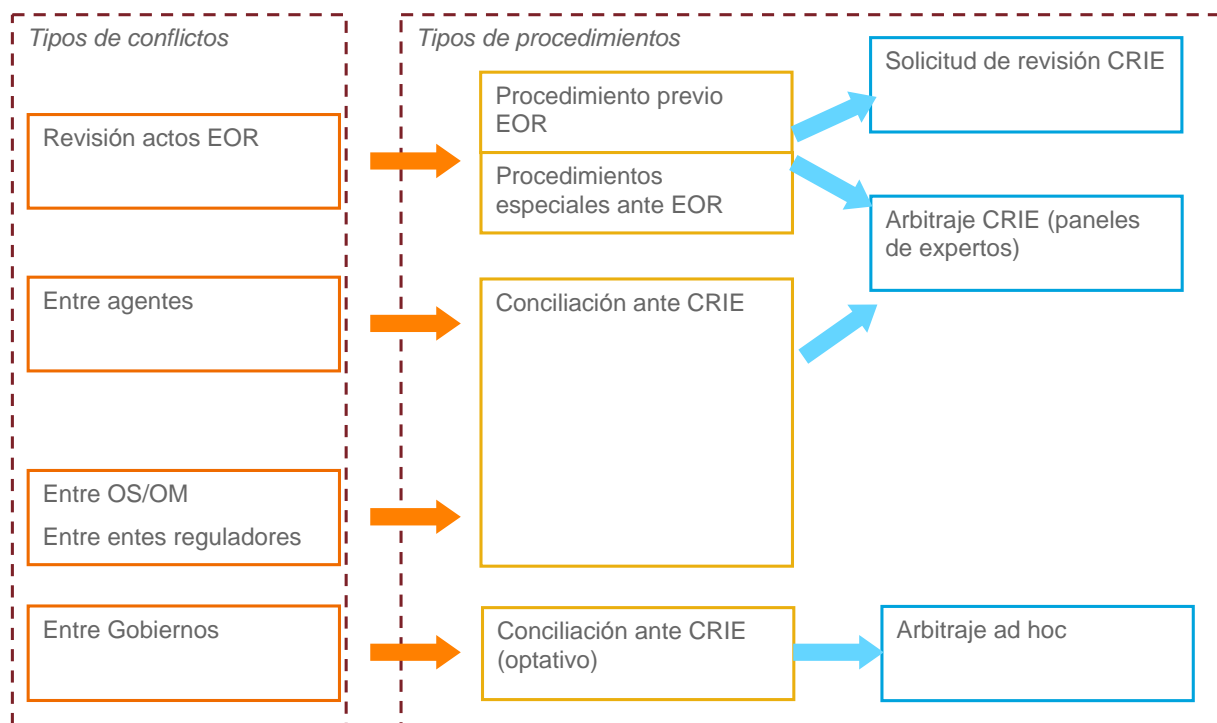 Tipos de conflictos
Tipos de procedimientos
Solicitud de revisión CRIE
Procedimiento previo
EOR
Revisión actos EOR
Procedimientos
especiales ante EOR
Arbitraje CRIE (paneles
de expertos)
Entre agentes
Conciliación ante CRIE
Entre OS/OM
Entre entes reguladores
Entre Gobiernos
Conciliación ante CRIE
(optativo)
Arbitraje ad hoc